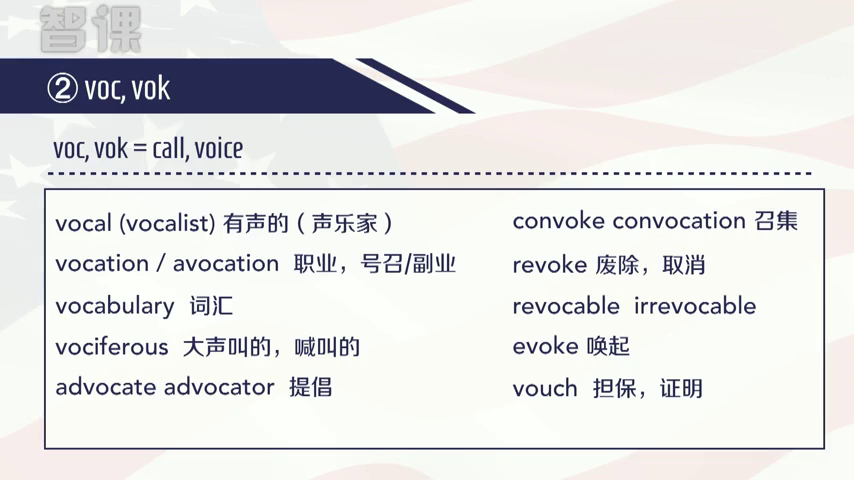 智课
② voc, vok
voc, vok = call, voice
vocal (vocalist) 有声的 ( 声乐家 )
vocation / avocation 职业，号召/副业
vocabulary 词汇
vociferous 大声叫的，喊叫的
advocate advocator 提倡
convoke convocation 召集
revoke 废除，取消
revocable irrevocable
evoke 唤起
vouch 担保，证明